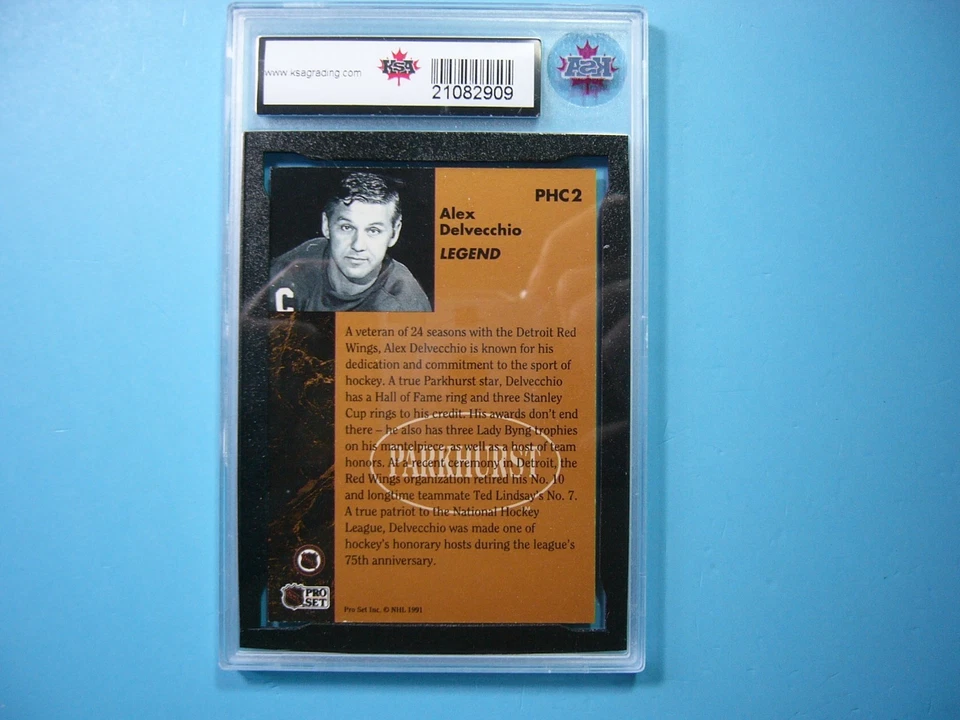 www.ksagrading.com
KSA
21082909
KSA
PHC2
Alex
Delvecchio
LEGEND
C
A veteran of 24 seasons with the Detroit Red
Wings, Alex Delvecchio is known for his
dedication and commitment to the sport of
hockey. A true Parkhurst star, Delvecchio
has a Hall of Fame ring and three Stanley
Cup rings to his credit. His awards don't end
there – he also has three Lady Byng trophies
on his mantelpiece, as well as a host of team
honors. At a recent ceremony in Detroit, the
Red Wings organization retired his No. 10
and longtime teammate Ted Lindsay's No. 7.
A true patriot to the National Hockey
League, Delvecchio was made one of
hockey's honorary hosts during the league's
75th anniversary.
PARKHURST
PRO
SET
Pro Set Inc. © NHL 1991